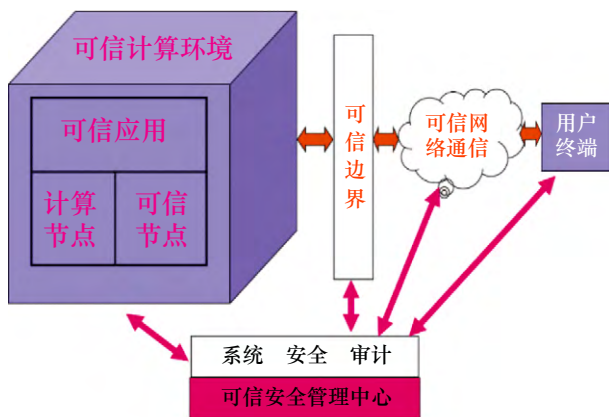 可信计算环境
可信应用
计算
节点
可信
节点
可
信
边
界
可信网
络通信
用户
终端
系统 安全 审计
可信安全管理中心